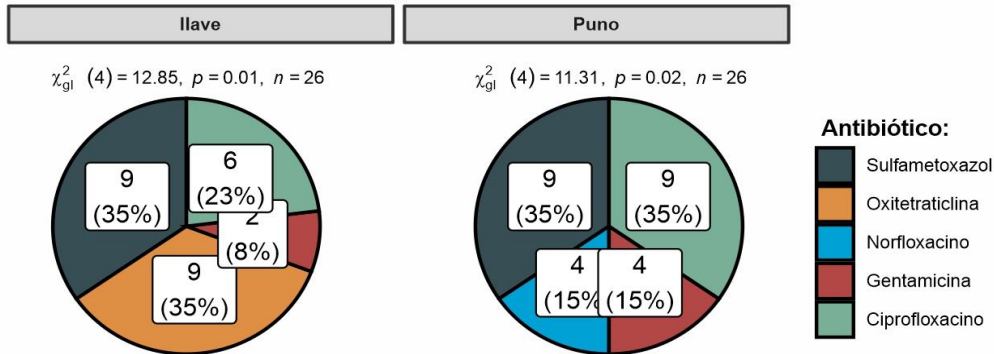 Ilave
Puno
χ²gl (4) = 12.85, p = 0.01, n = 26
χ²gl (4) = 11.31, p = 0.02, n = 26
9
(35%)
6
(23%)
2
(8%)
9
(35%)
9
(35%)
9
(35%)
4
(15%
4
(15%)
Antibiótico:
Sulfametoxazol
Oxitetraticlina
Norfloxacino
Gentamicina
Ciprofloxacino